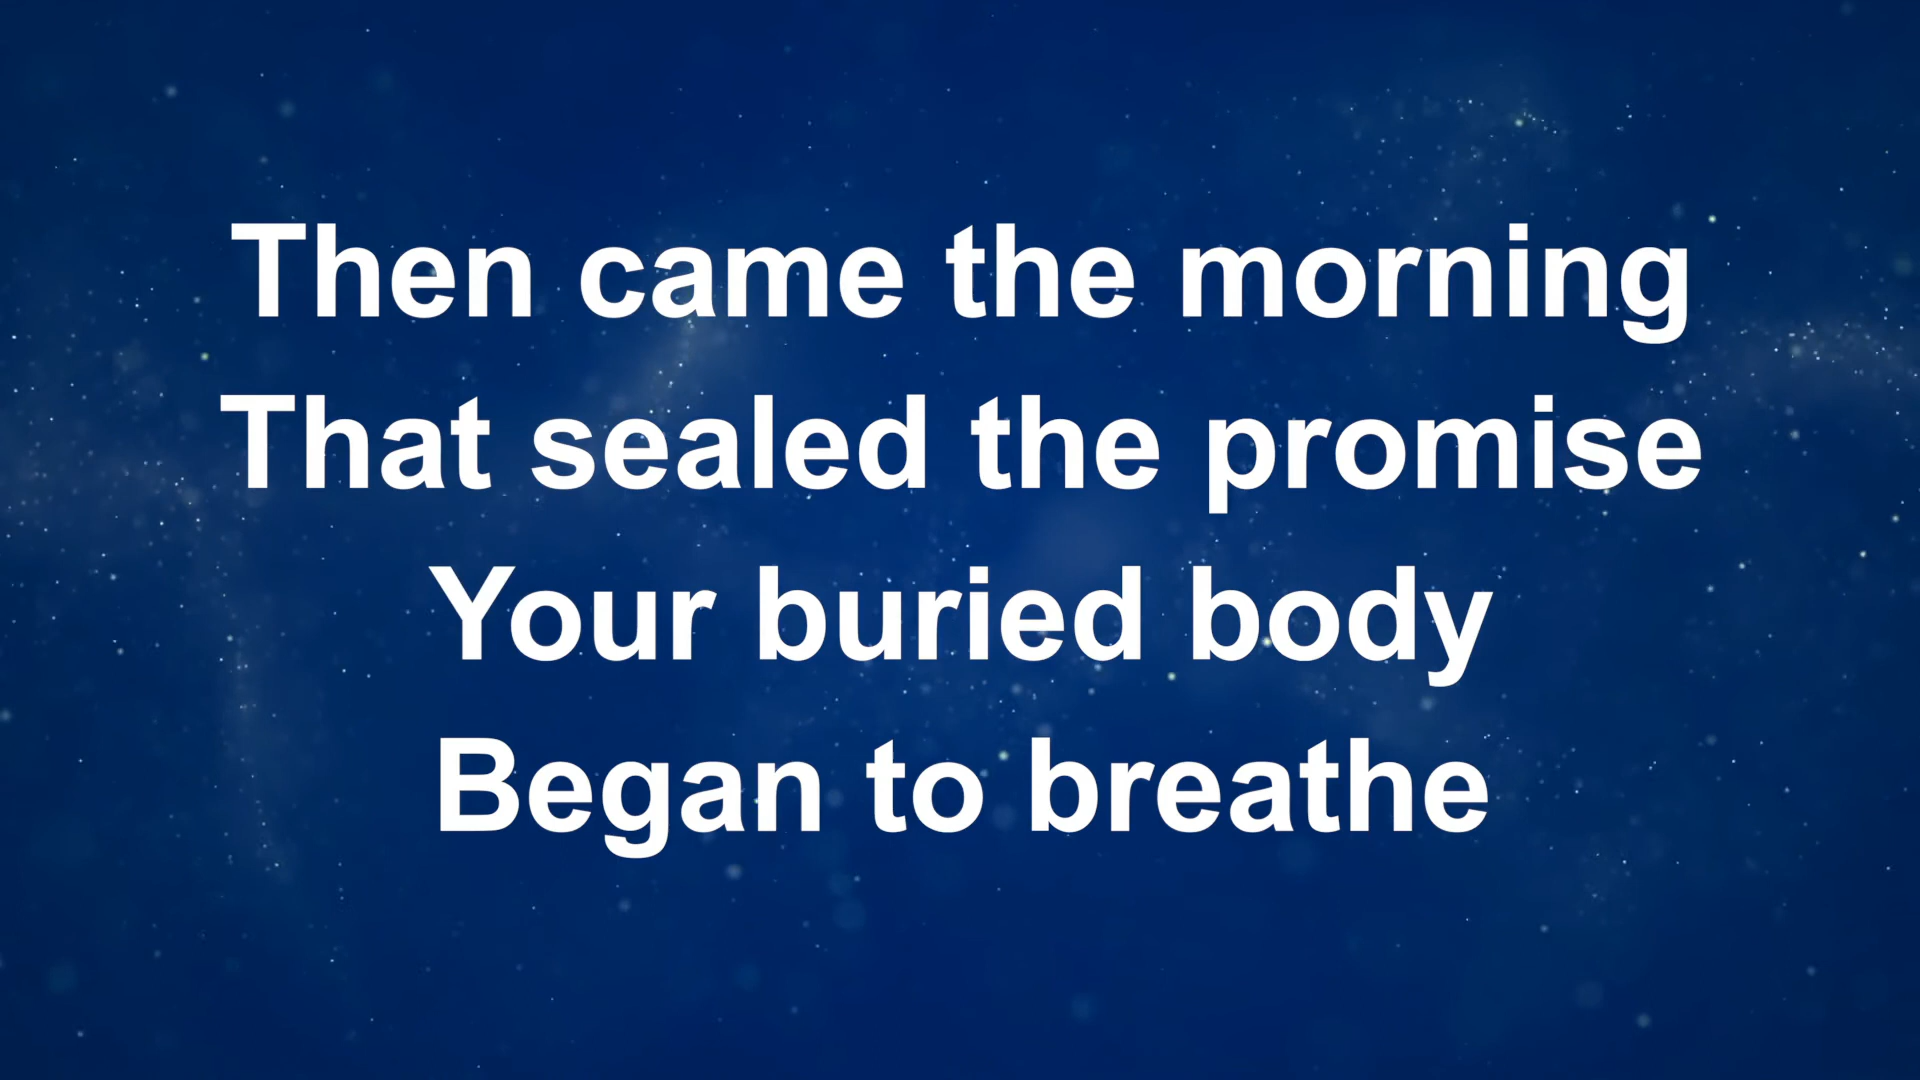 Then came the morning
That sealed the promise
Your buried body
Began to breathe